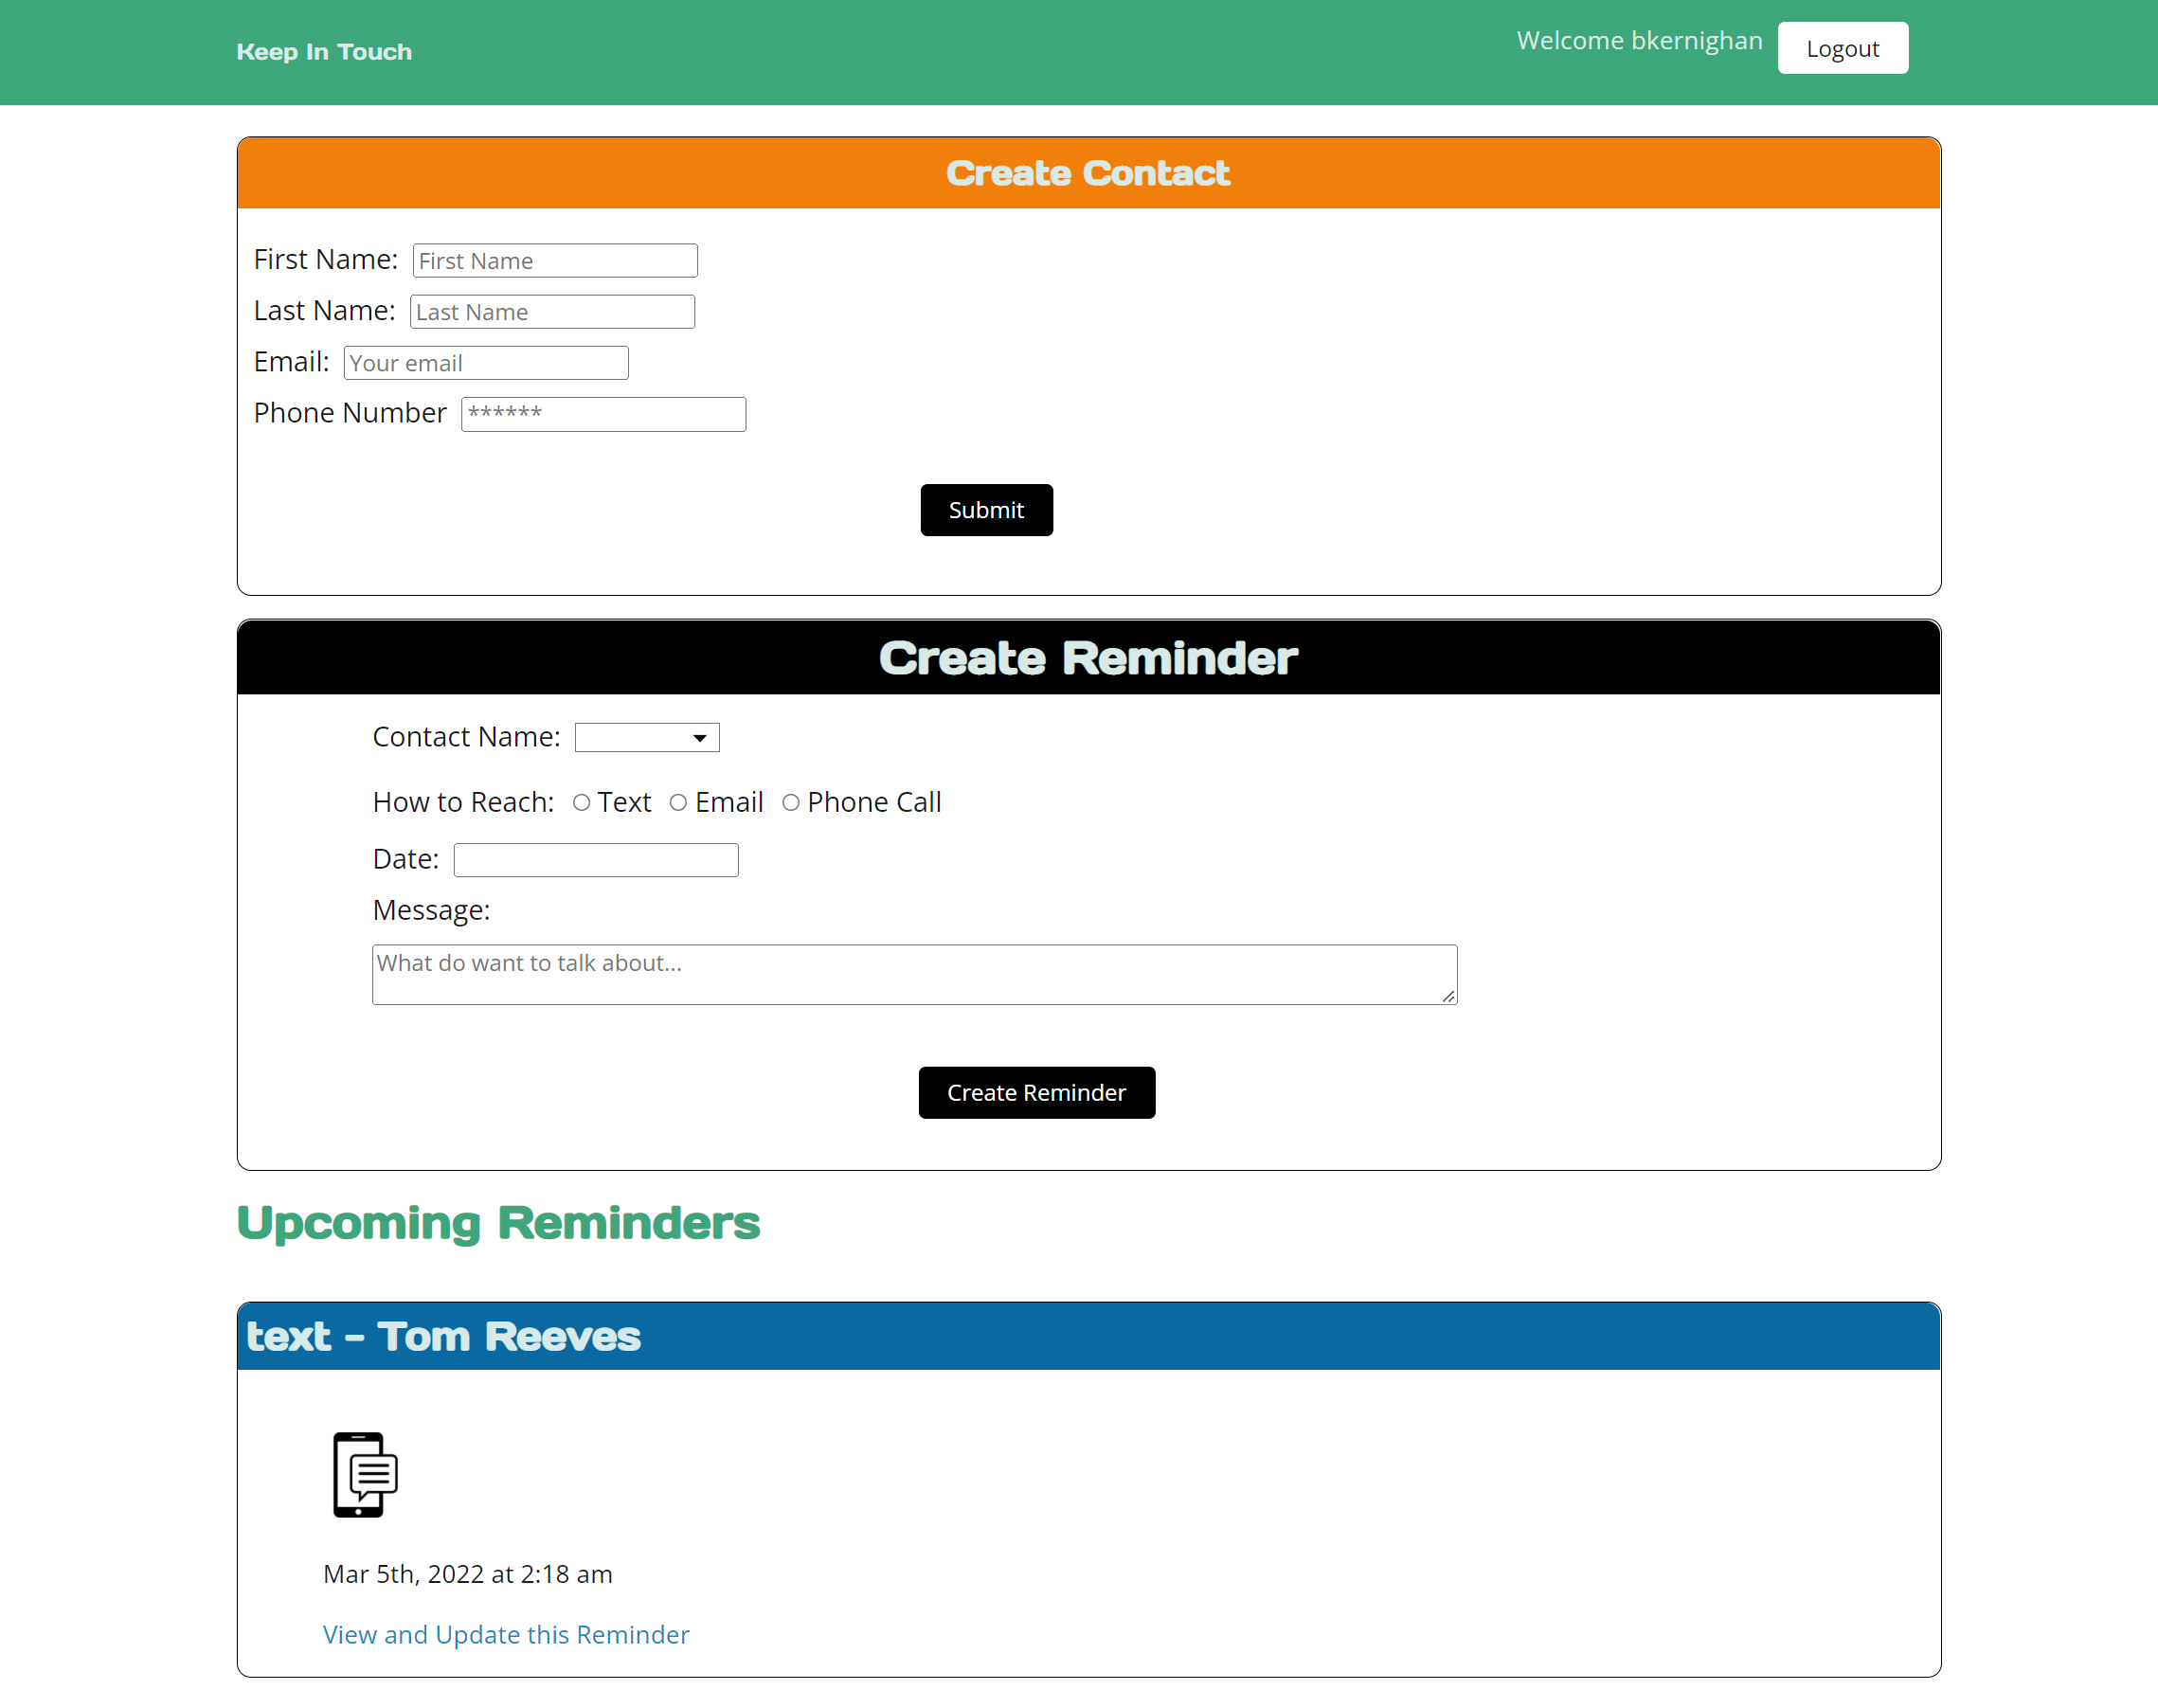 Keep In Touch
Welcome bkernighan Logout
Create Contact
First Name: First Name
Last Name: Last Name
Email: Your email
Phone Number ******
Submit
Create Reminder
Contact Name:
How to Reach: Text Email Phone Call
Date:
Message:
What do want to talk about...
Create Reminder
Upcoming Reminders
text - Tom Reeves
Mar 5th, 2022 at 2:18 am
View and Update this Reminder